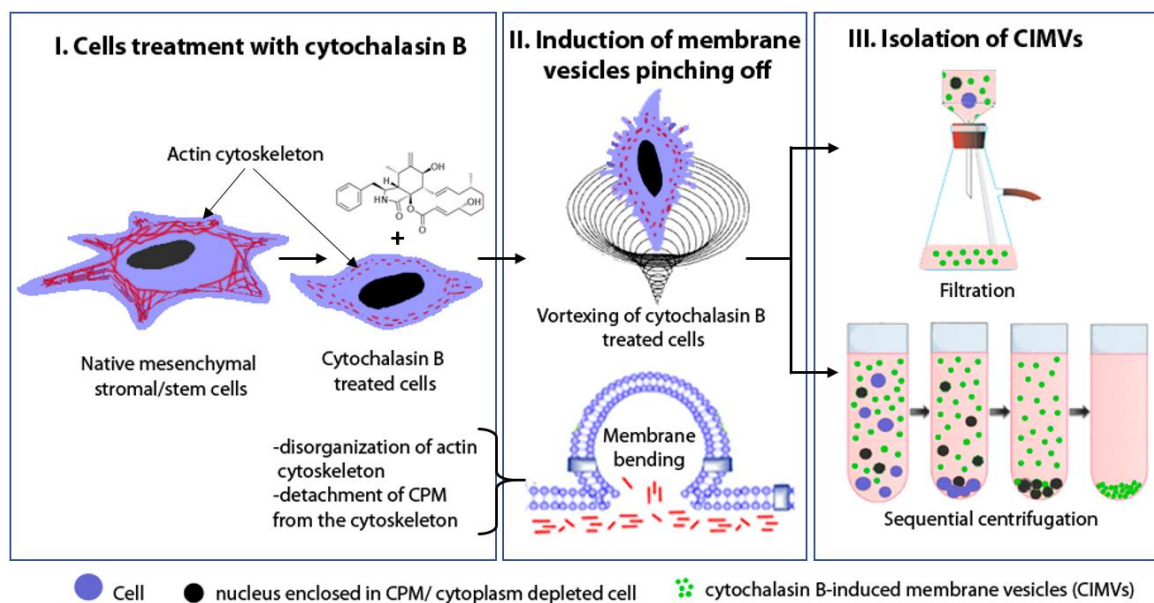 I. Cells treatment with cytochalasin B
Actin cytoskeleton
OH
H
HN
O
O
O
OH
+
Native mesenchymal
stromal/stem cells
Cytochalasin B
treated cells
-disorganization of actin
cytoskeleton
-detachment of CPM
from the cytoskeleton
II. Induction of membrane
vesicles pinching off
Vortexing of cytochalasin B
treated cells
Membrane
bending
III. Isolation of CIMVs
Filtration
Sequential centrifugation
Cell
nucleus enclosed in CPM/ cytoplasm depleted cell
cytochalasin B-induced membrane vesicles (CIMVs)